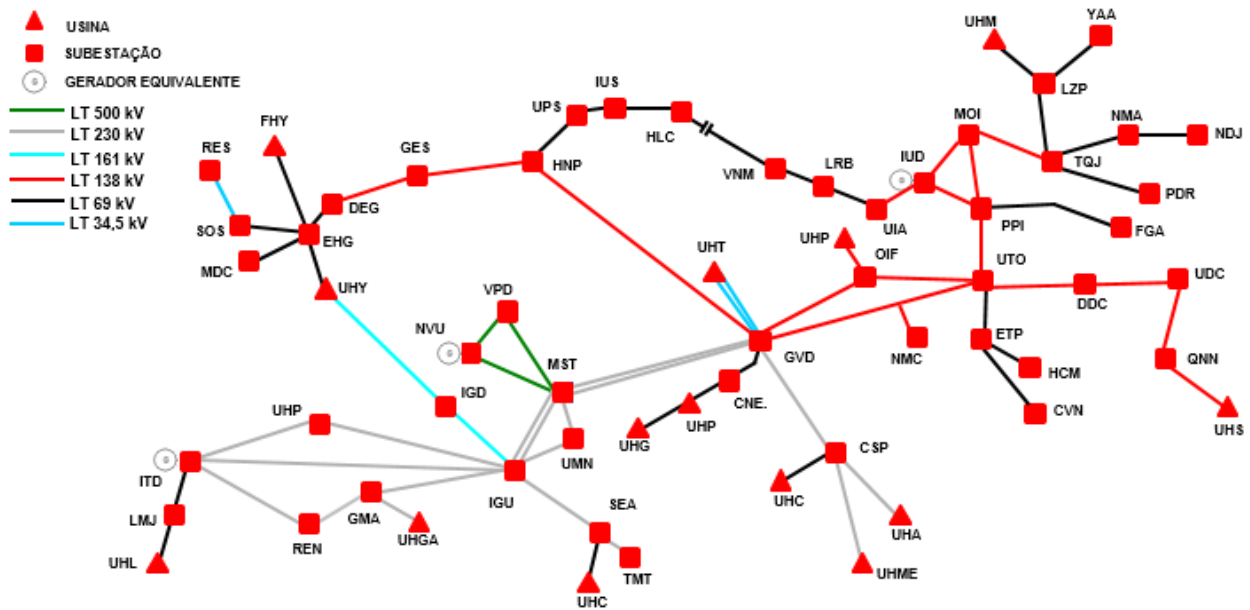 USINA
SUBESTAÇÃO
GERADOR EQUIVALENTE
LT 500 kV
LT 230 kV
LT 161 kV
LT 138 kV
LT 69 kV
LT 34,5 kV
UHM
YAA
LZP
MOI
NMA
NDJ
TQJ
PDR
IUS
UPS
HLC
HNP
VNM
LRB
IUD
UIA
PPI
FGA
FHY
RES
GES
DEG
SOS
EHG
MDC
UHY
UHT
UHP
OIF
UTO
UDC
DDC
VPD
NVU
MST
GVD
NMC
ETP
HCM
QNN
CVN
UHS
IGD
UHP
UMN
CNE.
UHP
UHG
CSP
ITD
IGU
LMJ
GMA
REN
UHGA
SEA
UHC
UHA
UHL
TMT
UHC
UHME
G
G
G
G